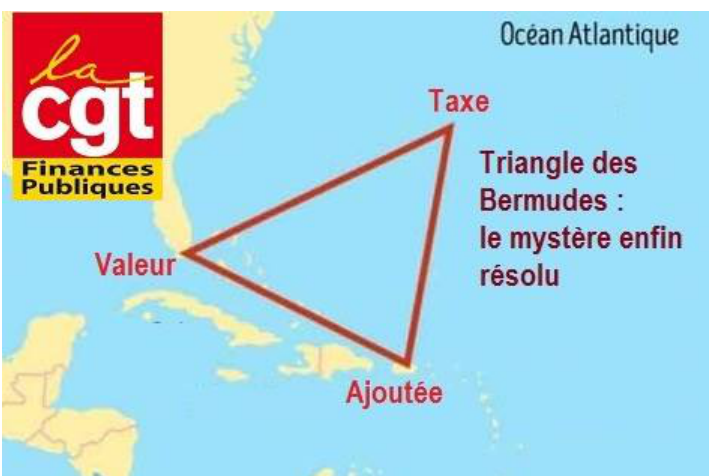 la
cgt
Finances
Publiques
Océan Atlantique
Taxe
Triangle des
Bermudes :
le mystère enfin
résolu
Valeur
Ajoutée